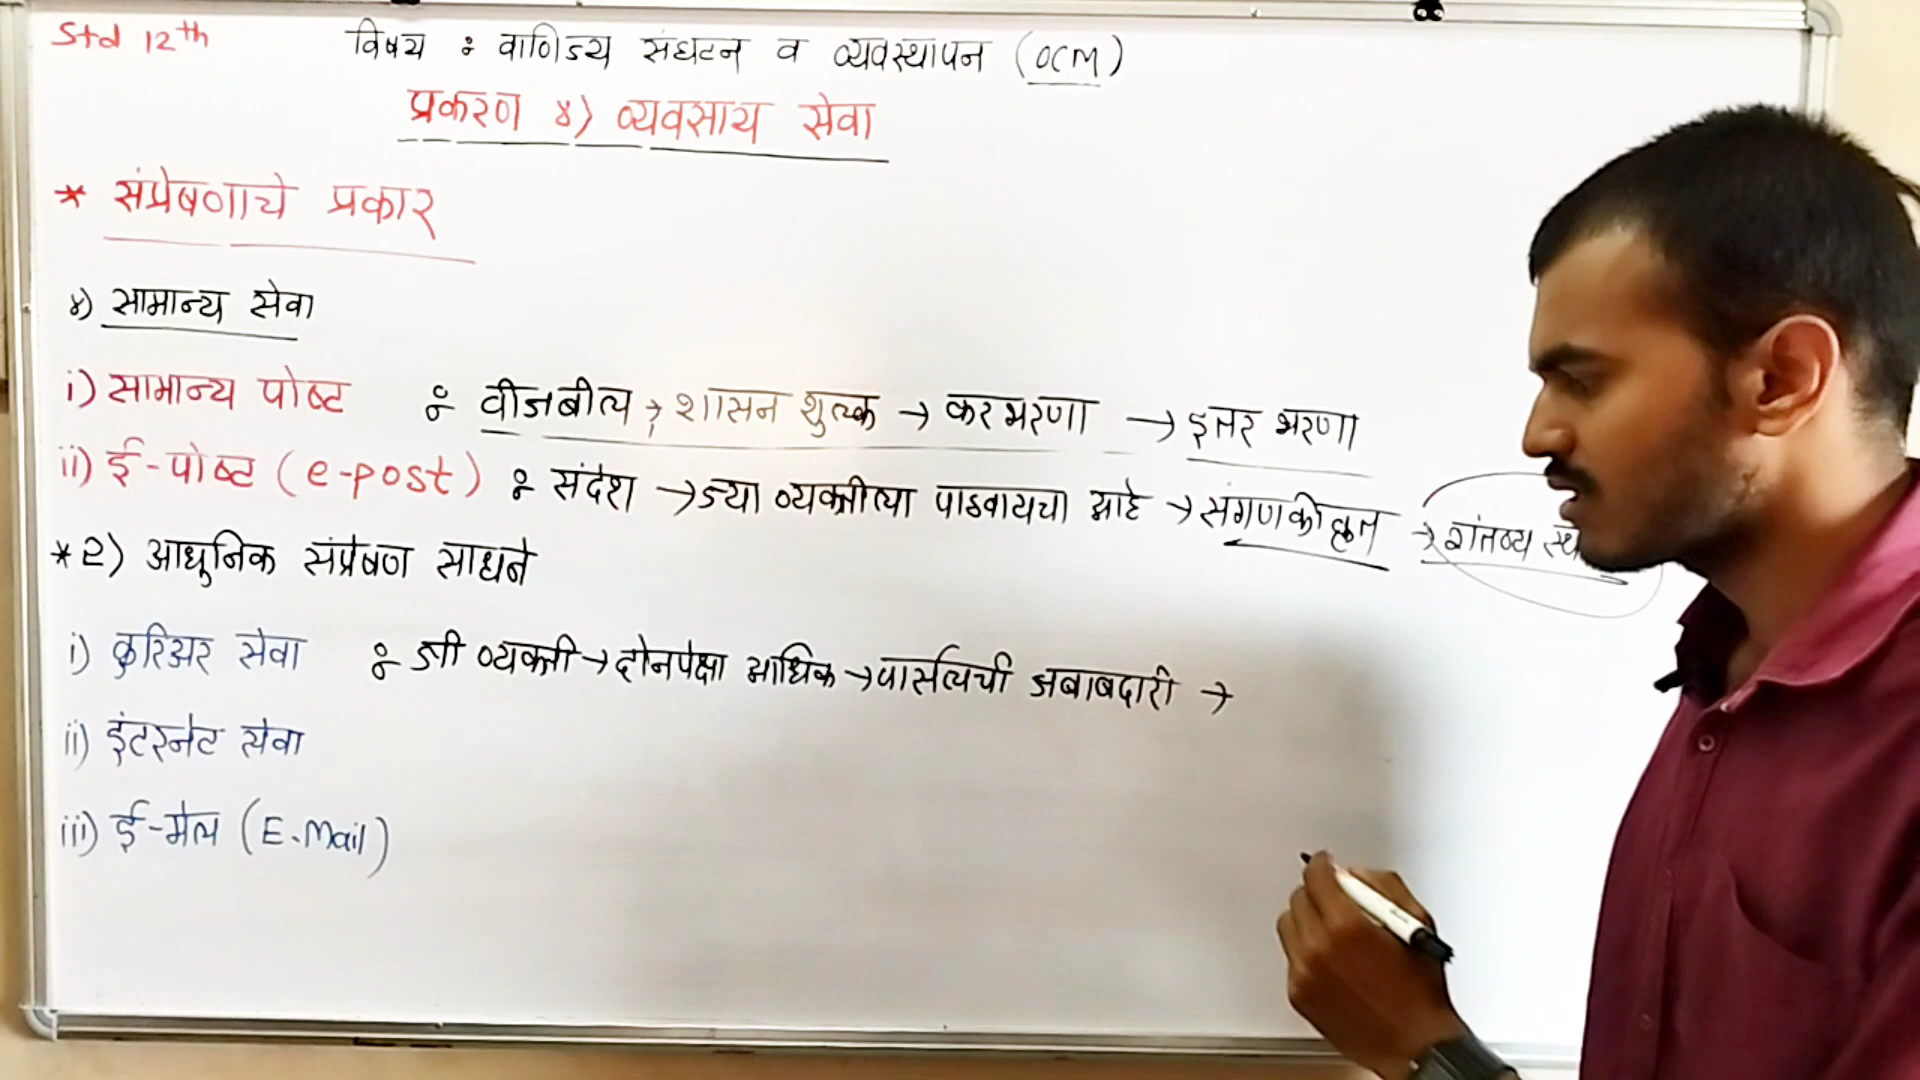 Std 12th
विषय : वाणिज्य संघटन व व्यवस्थापन (OCM)
प्रकरण ४) व्यवसाय सेवा
* संप्रेषणाचे प्रकार
४) सामान्य सेवा
i) सामान्य पोष्ट : वीजबील, शासन शुल्क → कर भरणा → इतर भरणा
ii) ई-पोष्ट (e-post) : संदेश → ज्या व्यक्तीला पाठवायचा आहे → संगणकीकृत → गंतव्य
* २) आधुनिक संप्रेषण साधने
i) कुरिअर सेवा : जी व्यक्ती → दोनपेक्षा अधिक → पार्सलची जबाबदारी →
ii) इंटरनेट सेवा
iii) ई-मेल (E-Mail)